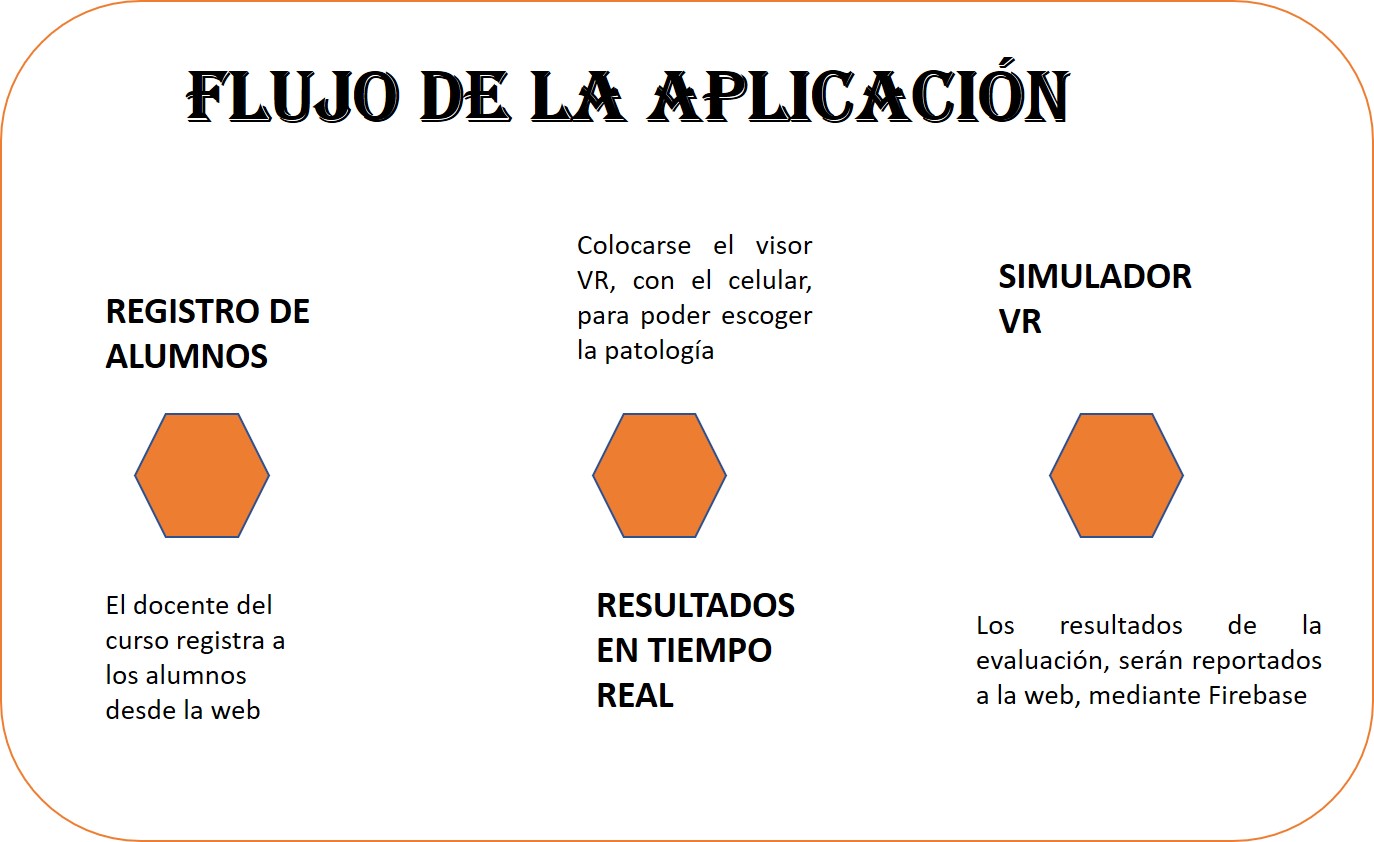 FLUJO DE LA APLICACIÓN
REGISTRO DE
ALUMNOS
El docente del
curso registra a
los alumnos
desde la web
Colocarse el visor
VR, con el celular,
para poder escoger
la patología
RESULTADOS
EN TIEMPO
REAL
SIMULADOR
VR
Los resultados de la
evaluación, serán reportados
a la web, mediante Firebase